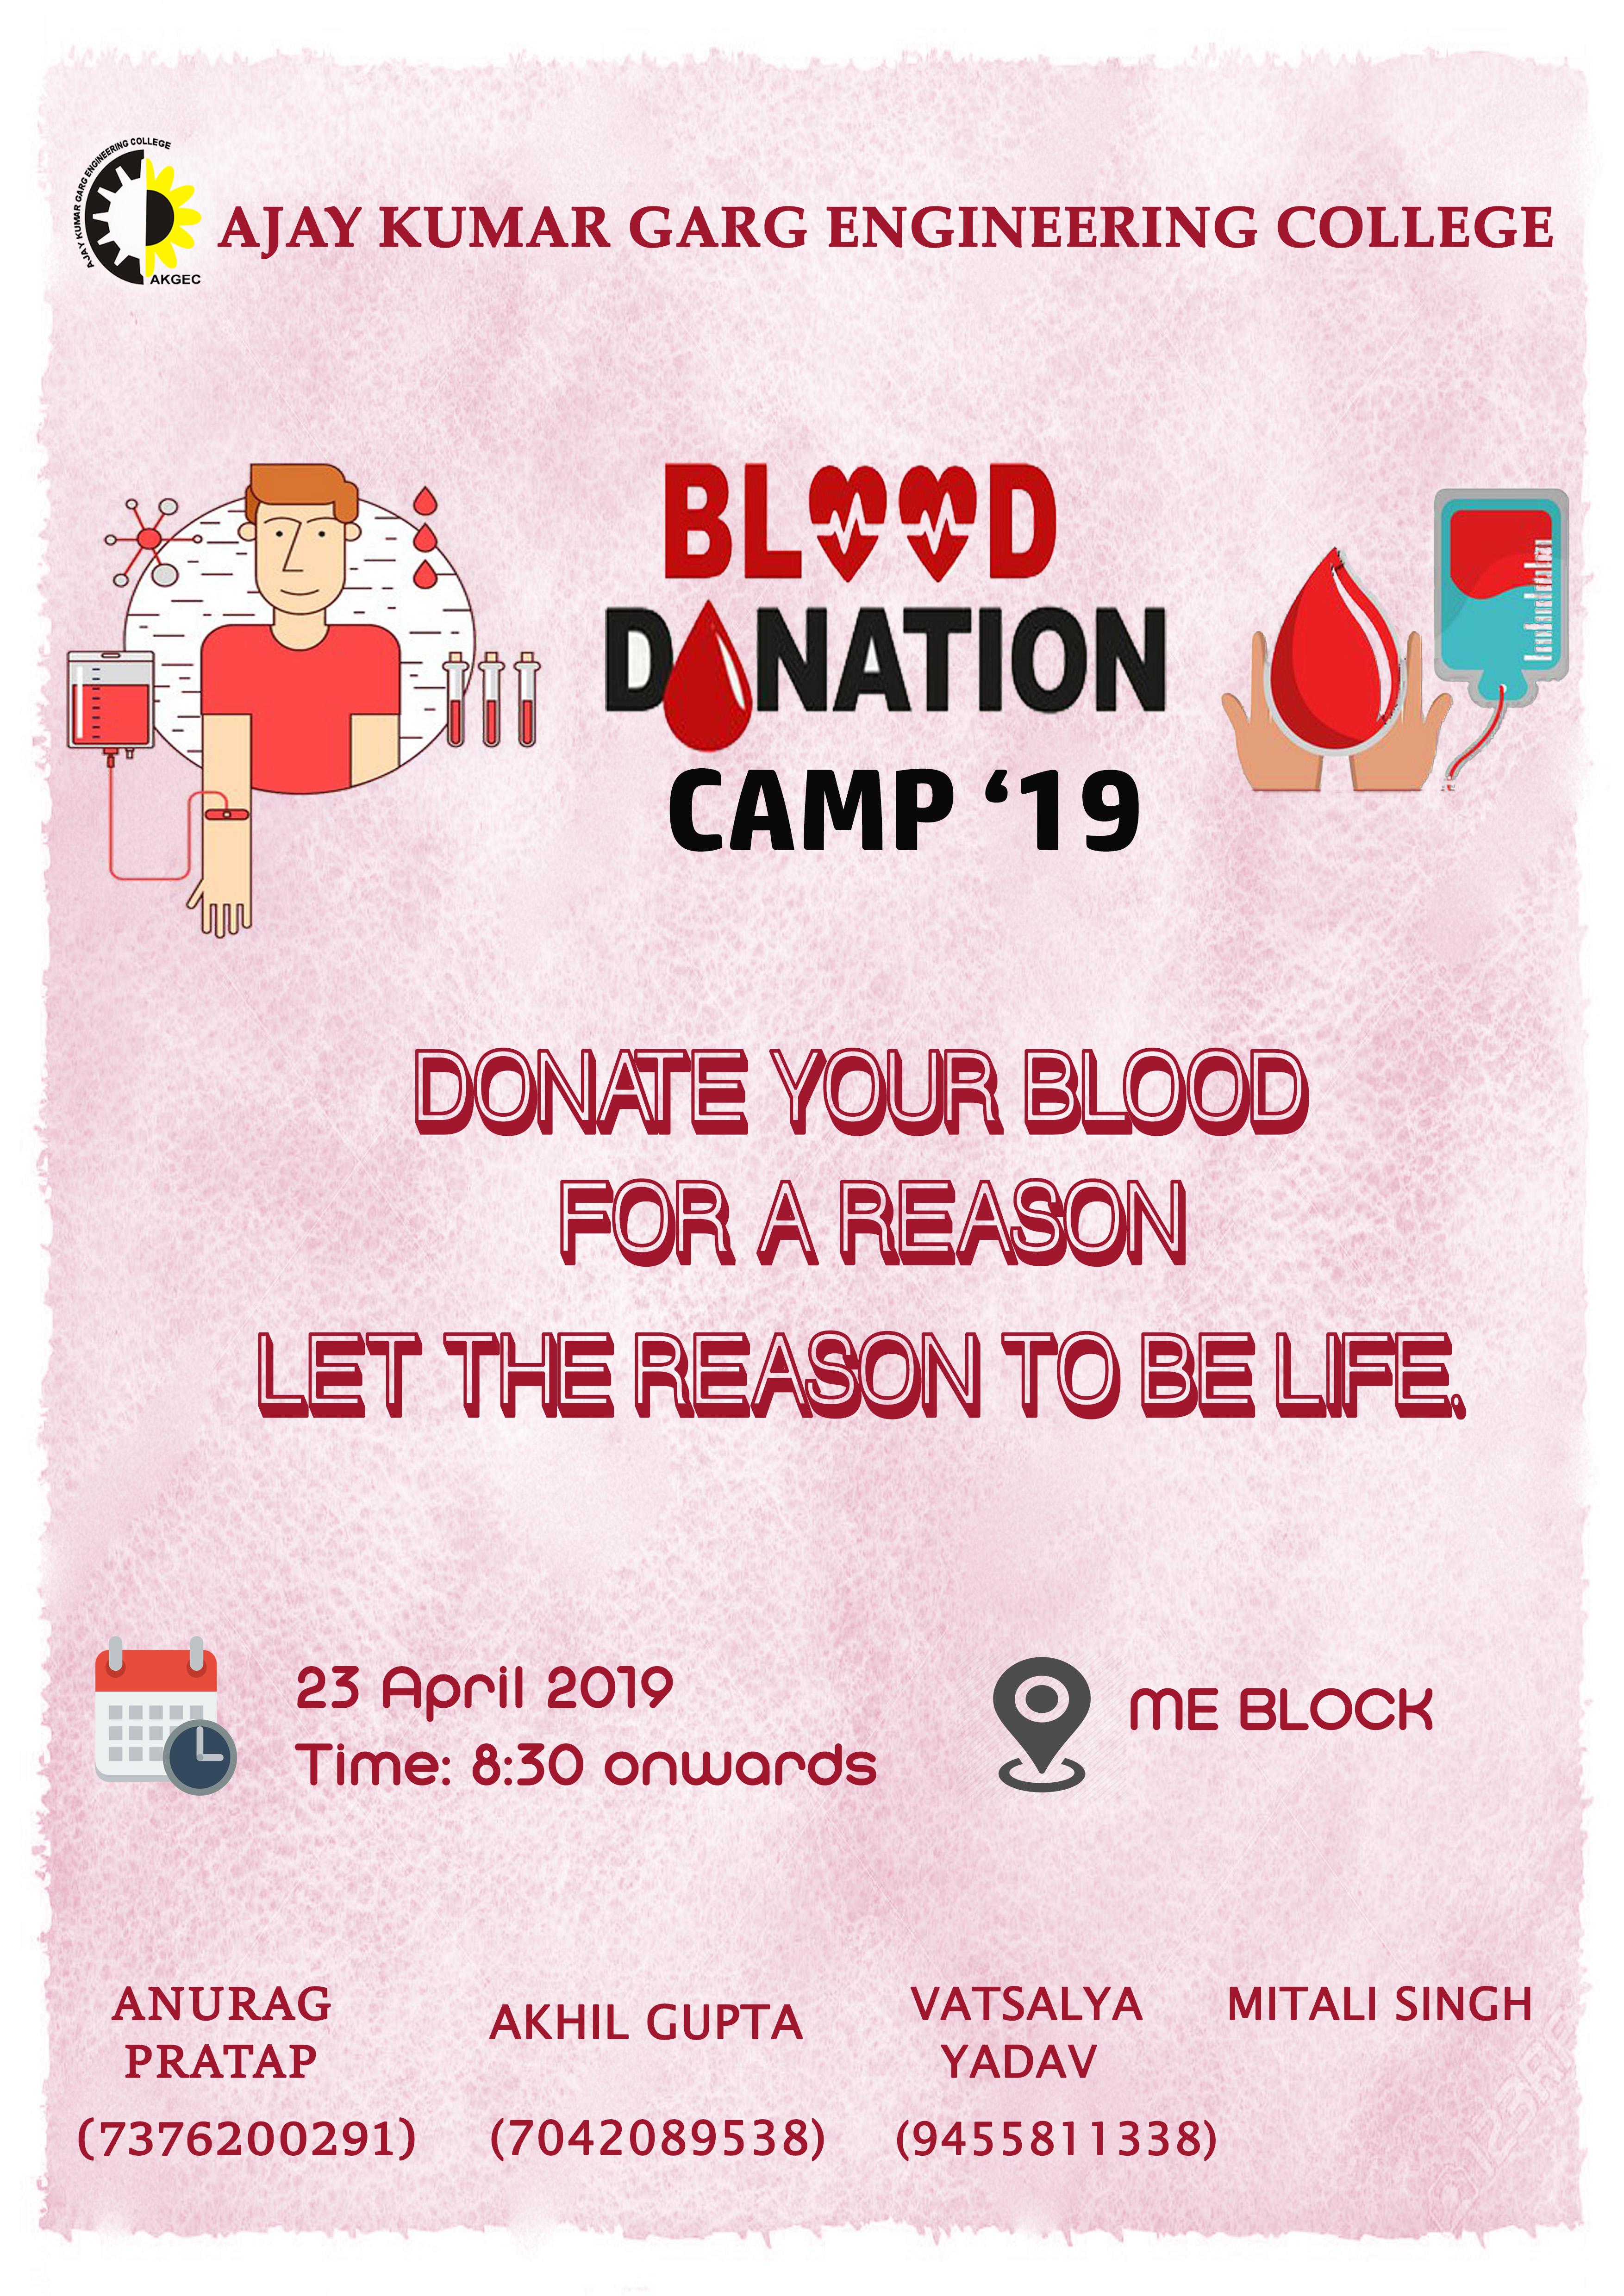 AJAY KUMAR GARG ENGINEERING COLLEGE
AKGEC
AJAY KUMAR GARG ENGINEERING COLLEGE
BLOOD
DONATION
CAMP ‘19
DONATE YOUR BLOOD
FOR A REASON
LET THE REASON TO BE LIFE.
23 April 2019
Time: 8:30 onwards
ME BLOCK
ANURAG
PRATAP
(7376200291)
AKHIL GUPTA
(7042089538)
VATSALYA
YADAV
(9455811338)
MITALI SINGH